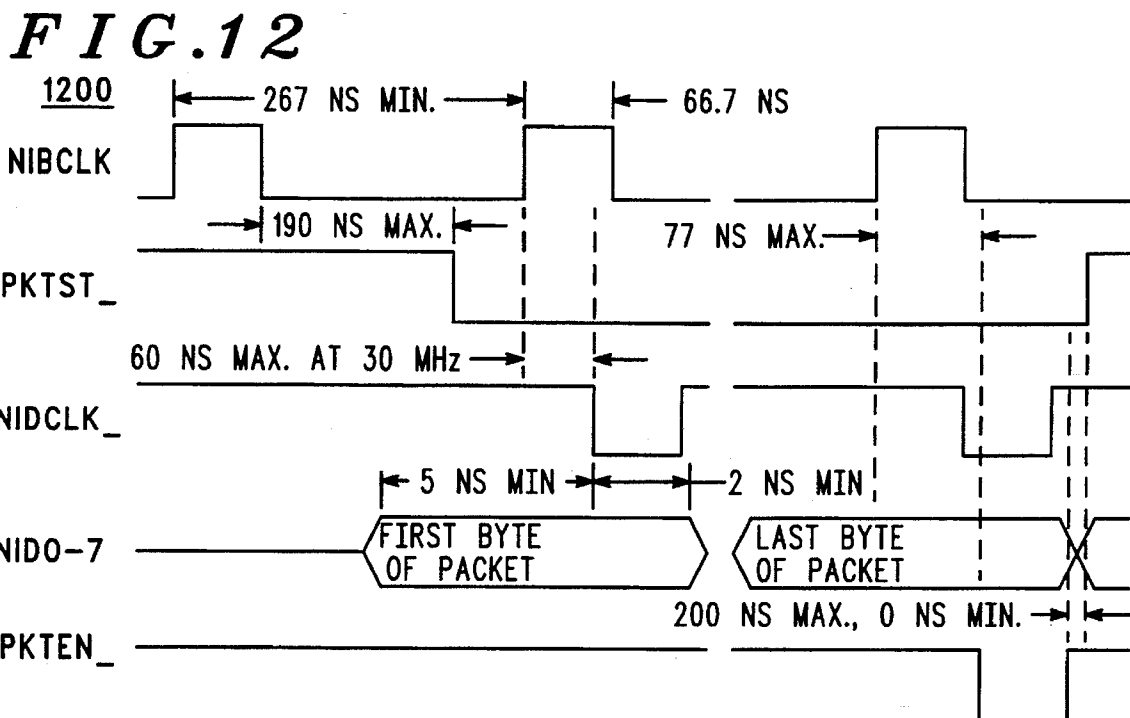 FIG.12
1200
267 NS MIN.
66.7 NS
NIBCLK
190 NS MAX.
77 NS MAX.
PKTST_
60 NS MAX. AT 30 MHz
NIDCLK_
5 NS MIN
2 NS MIN
NIDO-7
FIRST BYTE
OF PACKET
LAST BYTE
OF PACKET
200 NS MAX., 0 NS MIN.
PKTEN_